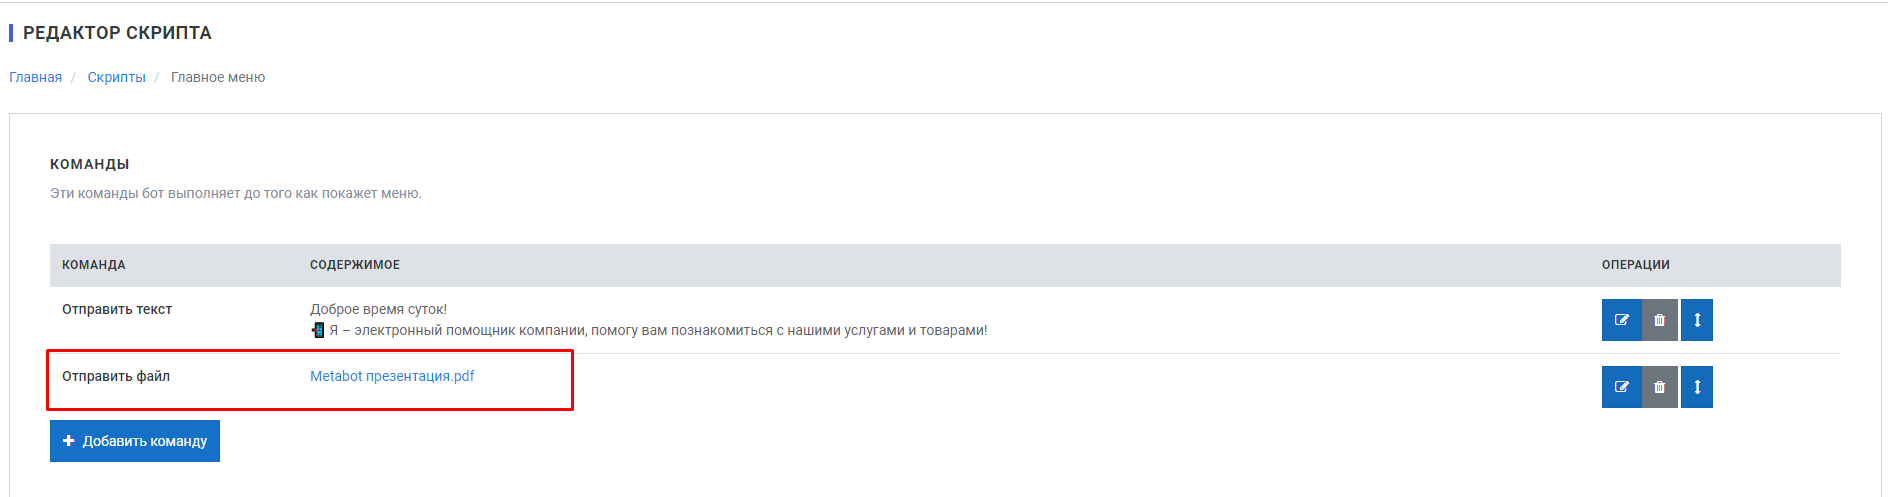 РЕДАКТОР СКРИПТА
Главная / Скрипты / Главное меню
КОМАНДЫ
Эти команды бот выполняет до того как покажет меню.
КОМАНДА СОДЕРЖИМОЕ ОПЕРАЦИИ
Отправить текст Доброе время суток!
📲 Я – электронный помощник компании, помогу вам познакомиться с нашими услугами и товарами!
Отправить файл Metabot презентация.pdf
+ Добавить команду